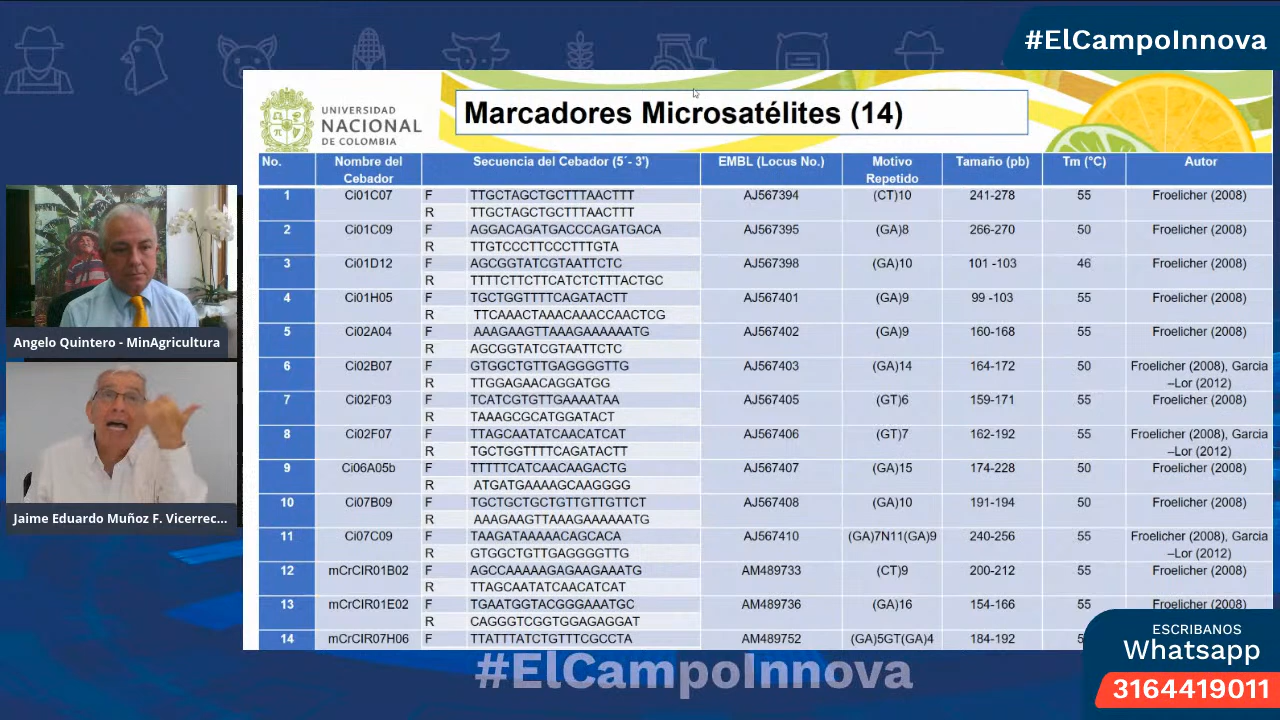 #ElCampoInnova
UNIVERSIDAD
NACIONAL
DE COLOMBIA
Marcadores Microsatélites (14)
No. Nombre del Cebador Secuencia del Cebador (5´- 3') EMBL (Locus No.) Motivo Repetido Tamaño (pb) Tm (°C) Autor
1 Ci01C07 F TTGCTAGCTGCTTTAACTTT AJ567394 (CT)10 241-278 55 Froelicher (2008)
R TTGCTAGCTGCTTTAACTTT
2 Ci01C09 F AGGACAGATGACCCAGATGACA AJ567395 (GA)8 266-270 50 Froelicher (2008)
R TTGTCCCTTCCCTTTGTA
3 Ci01D12 F AGCGGTATCGTAATTCTC AJ567398 (GA)10 101 -103 46 Froelicher (2008)
R TTTTCTTCTTCATCTCTTTACTGC
4 Ci01H05 F TGCTGGTTTTCAGATACTT AJ567401 (GA)9 99 -103 55 Froelicher (2008)
R TTCAAACTAAACAAACCAACTCG
5 Ci02A04 F AAAGAAGTTAAAGAAAAAATG AJ567402 (GA)9 160-168 55 Froelicher (2008)
R AGCGGTATCGTAATTCTC
6 Ci02B07 F GTGGCTGTTGAGGGGTTG AJ567403 (GA)14 164-172 50 Froelicher (2008), Garcia
R TTGGAGAACAGGATGG –Lor (2012)
7 Ci02F03 F TCATCGTGTTGAAAATAA AJ567405 (GT)6 159-171 55 Froelicher (2008)
R TAAAGCGCATGGATACT
8 Ci02F07 F TTAGCAATATCAACATCAT AJ567406 (GT)7 162-192 55 Froelicher (2008), Garcia
R TGCTGGTTTTCAGATACTT –Lor (2012)
9 Ci06A05b F TTTTTCATCAACAAGACTG AJ567407 (GA)15 174-228 50 Froelicher (2008)
R ATGATGAAAAGCAAGGGG
10 Ci07B09 F TGCTGCTGCTGTTGTTGTTCT AJ567408 (GA)10 191-194 50 Froelicher (2008)
R AAAGAAGTTAAAGAAAAAATG
11 Ci07C09 F TAAGATAAAAACAGCACA AJ567410 (GA)7N11(GA)9 240-256 55 Froelicher (2008), Garcia
R GTGGCTGTTGAGGGGTTG –Lor (2012)
12 mCrCIR01B02 F AGCCAAAAAGAGAAGAAATG AM489733 (CT)9 200-212 55 Froelicher (2008)
R TTAGCAATATCAACATCAT
13 mCrCIR01E02 F TGAATGGTACGGGAAATGC AM489736 (GA)16 154-166 55 Froelicher (2008)
R CAGGGTCGGTGGAGAGGAT
14 mCrCIR07H06 F TTATTTATCTGTTTCGCCTA AM489752 (GA)5GT(GA)4 184-192
Angelo Quintero - MinAgricultura
Jaime Eduardo Muñoz F. Vicerrec...
#ElCampoInnova
ESCRIBANOS
Whatsapp
3164419011